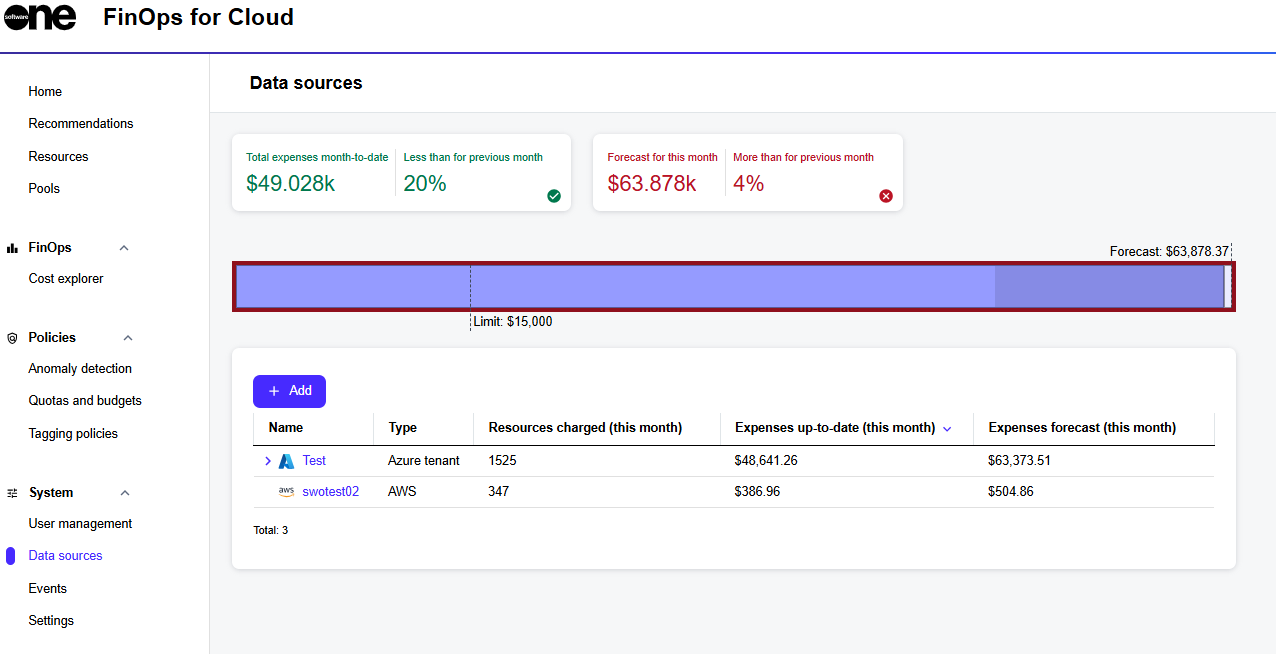 software one FinOps for Cloud
Home
Recommendations
Resources
Pools
FinOps
Cost explorer
Policies
Anomaly detection
Quotas and budgets
Tagging policies
System
User management
Data sources
Events
Settings
Data sources
Total expenses month-to-date Less than for previous month
$49.028k 20%
Forecast for this month More than for previous month
$63.878k 4%
Forecast: $63,878.37
Limit: $15,000
+ Add
Name Type Resources charged (this month) Expenses up-to-date (this month) Expenses forecast (this month)
Test Azure tenant 1525 $48,641.26 $63,373.51
aws swotest02 AWS 347 $386.96 $504.86
Total: 3